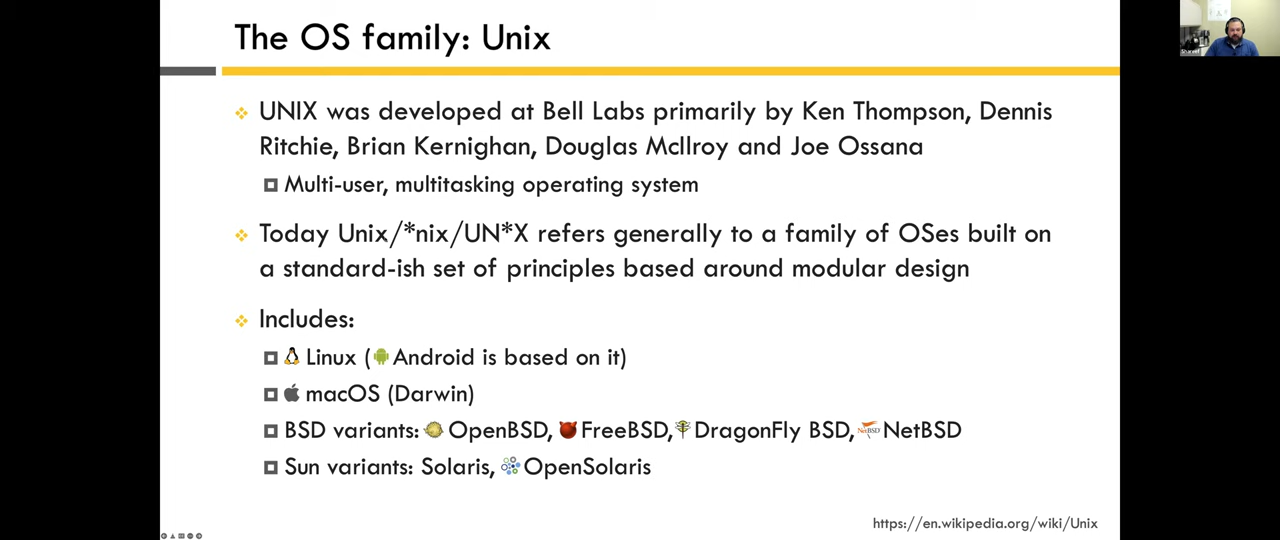 The OS family: Unix
UNIX was developed at Bell Labs primarily by Ken Thompson, Dennis
Ritchie, Brian Kernighan, Douglas McIlroy and Joe Ossana
Multi-user, multitasking operating system
Today Unix/*nix/UN*X refers generally to a family of OSes built on
a standard-ish set of principles based around modular design
Includes:
Linux (Android is based on it)
macOS (Darwin)
BSD variants: OpenBSD, FreeBSD, DragonFly BSD, NetBSD NetBSD
Sun variants: Solaris, OpenSolaris
https://en.wikipedia.org/wiki/Unix